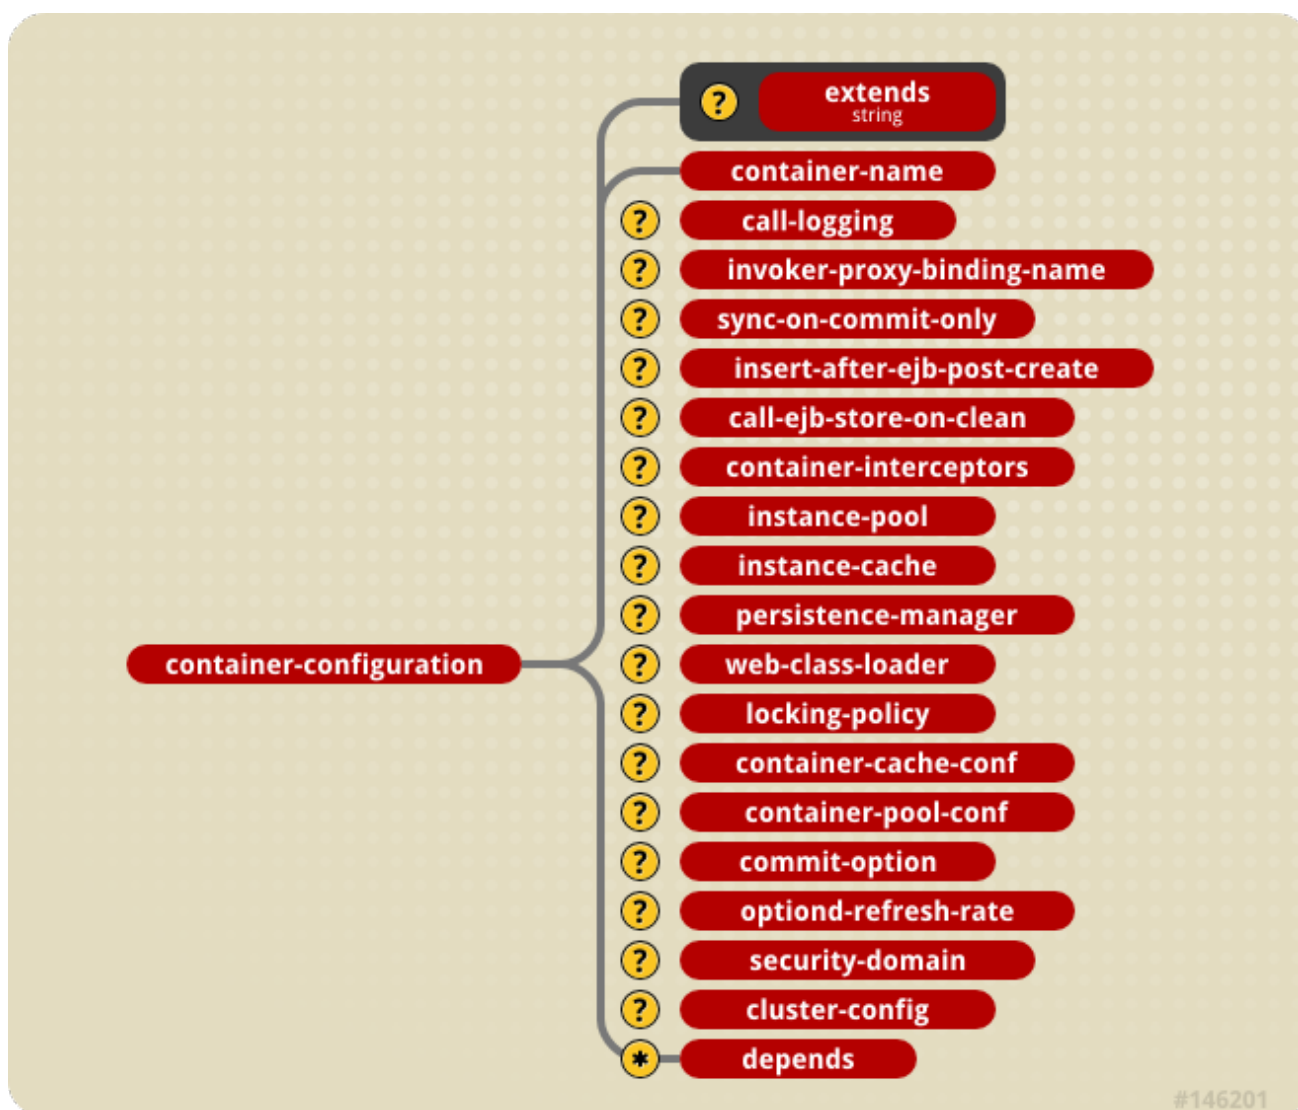 ? extends
string
container-name
? call-logging
? invoker-proxy-binding-name
? sync-on-commit-only
? insert-after-ejb-post-create
? call-ejb-store-on-clean
? container-interceptors
? instance-pool
? instance-cache
? persistence-manager
container-configuration
? web-class-loader
? locking-policy
? container-cache-conf
? container-pool-conf
? commit-option
? optiond-refresh-rate
? security-domain
? cluster-config
* depends
#146201